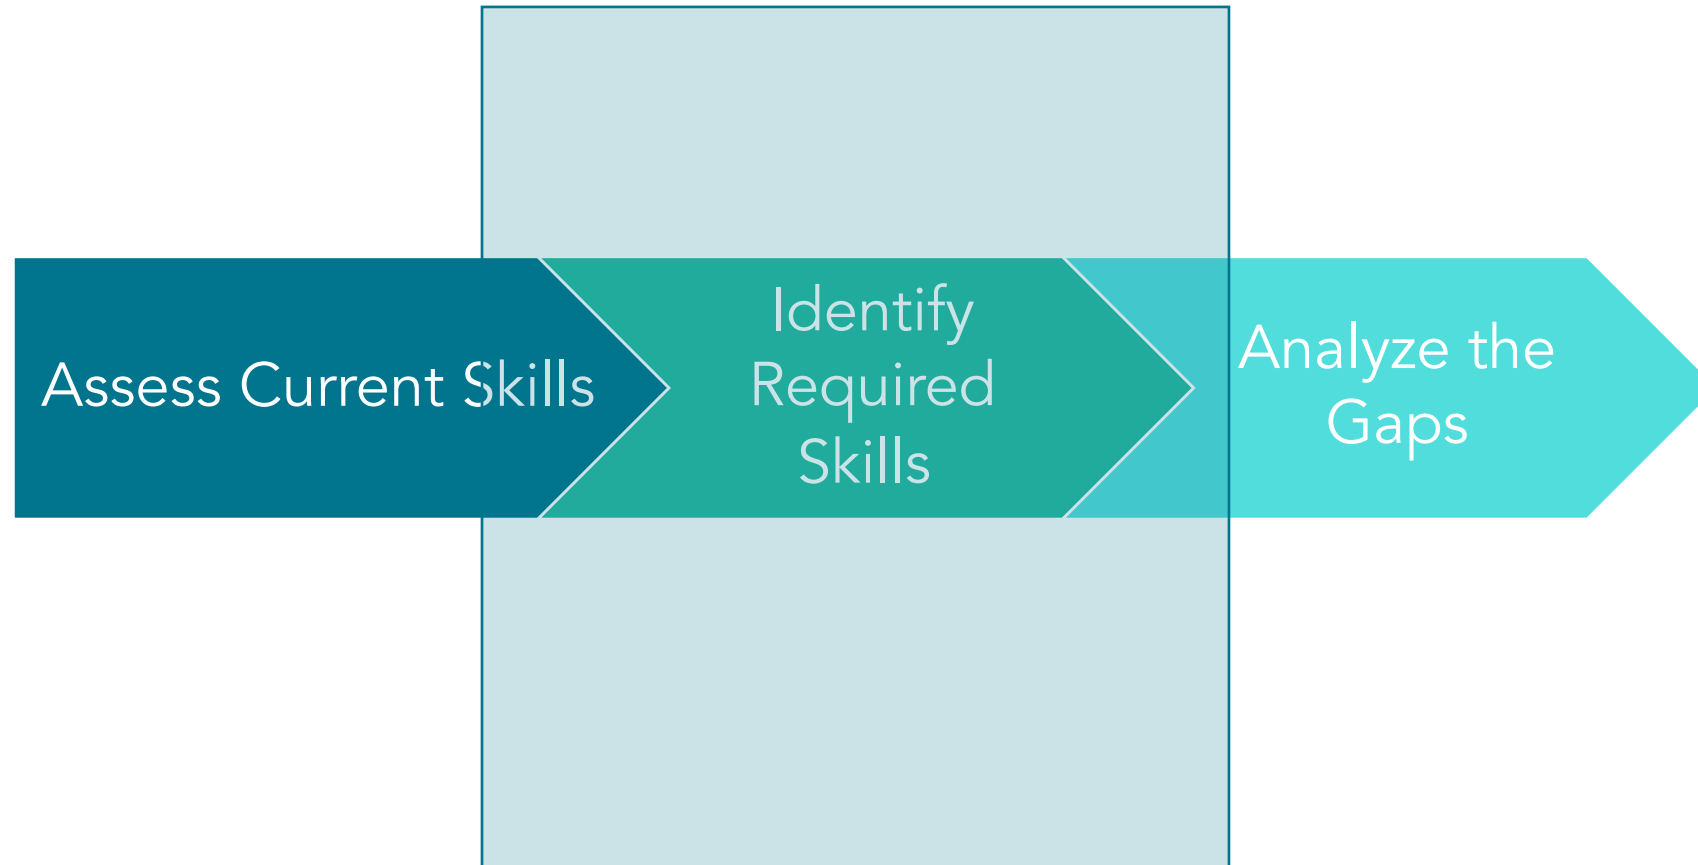 Assess Current Skills
Identify
Required
Skills
Analyze the
Gaps